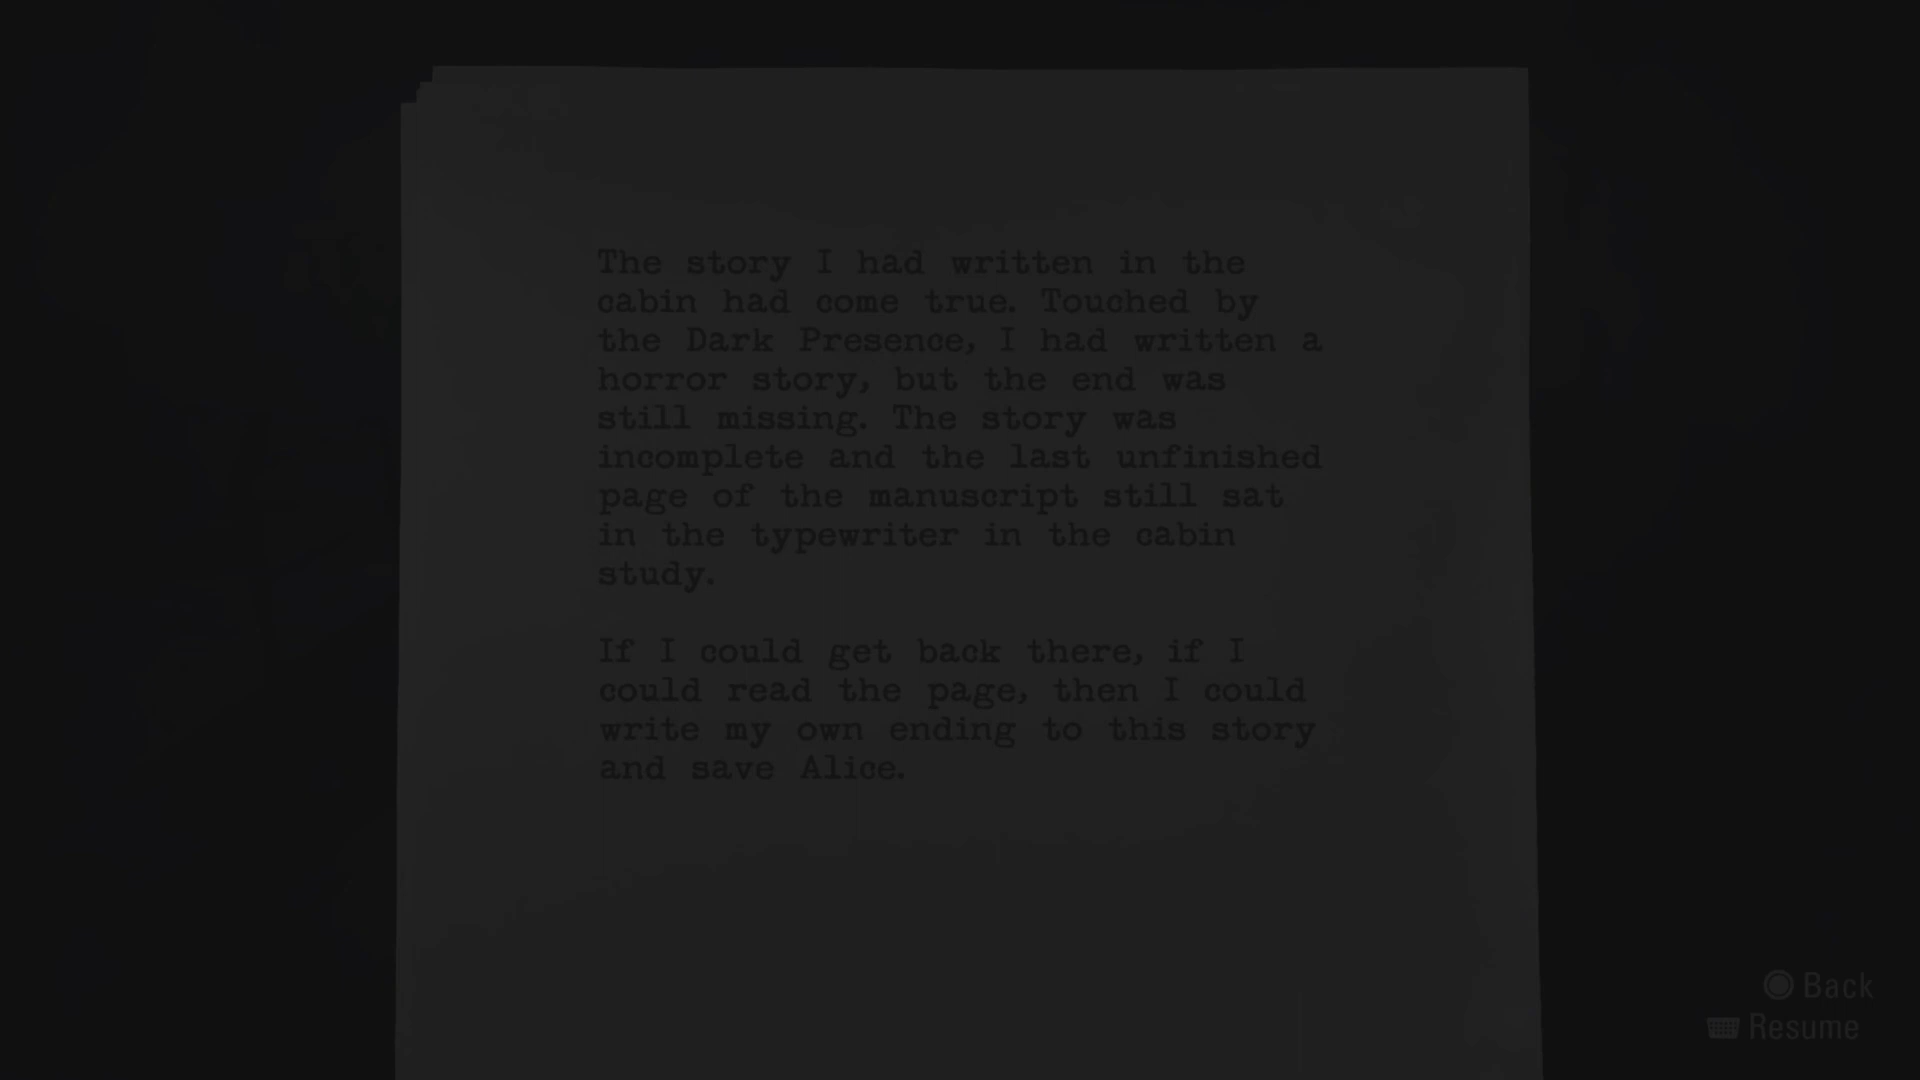 The story I had written in the
cabin had come true. Touched by
the Dark Presence, I had written a
horror story, but the end was
still missing. The story was
incomplete and the last unfinished
page of the manuscript still sat
in the typewriter in the cabin
study.
If I could get back there, if I
could read the page, then I could
write my own ending to this story
and save Alice.
Back
Resume